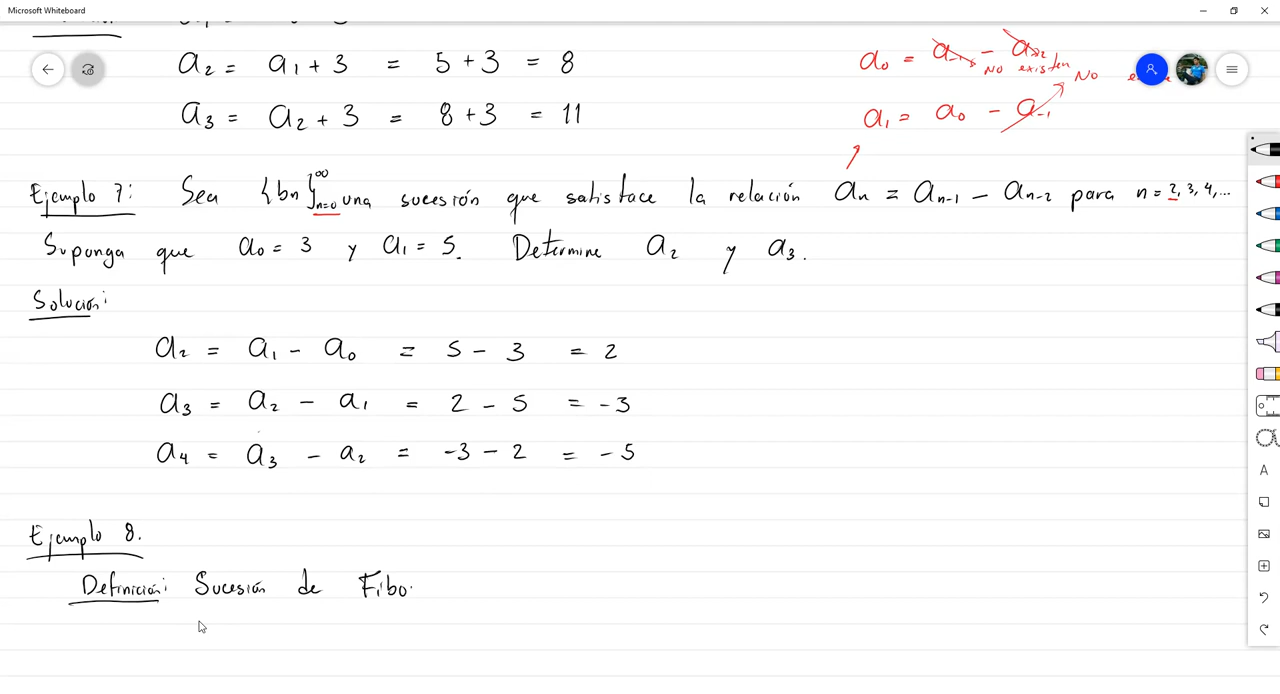 Microsoft Whiteboard
a₂ = a₁ + 3 = 5 + 3 = 8
a₃ = a₂ + 3 = 8 + 3 = 11
a₀ = a₋₁ - a₋₂
No existen
No
a₁ = a₀ - a₋₁
Ejemplo 7: Sea {bn}_{n=0}^∞ una sucesión que satisface la relación aₙ = aₙ₋₁ - aₙ₋₂ para n = 2, 3, 4, ...
Suponga que a₀ = 3 y a₁ = 5. Determine a₂ y a₃.
Solución:
a₂ = a₁ - a₀ = 5 - 3 = 2
a₃ = a₂ - a₁ = 2 - 5 = -3
a₄ = a₃ - a₂ = -3 - 2 = -5
Ejemplo 8.
Definición: Sucesión de Fibo